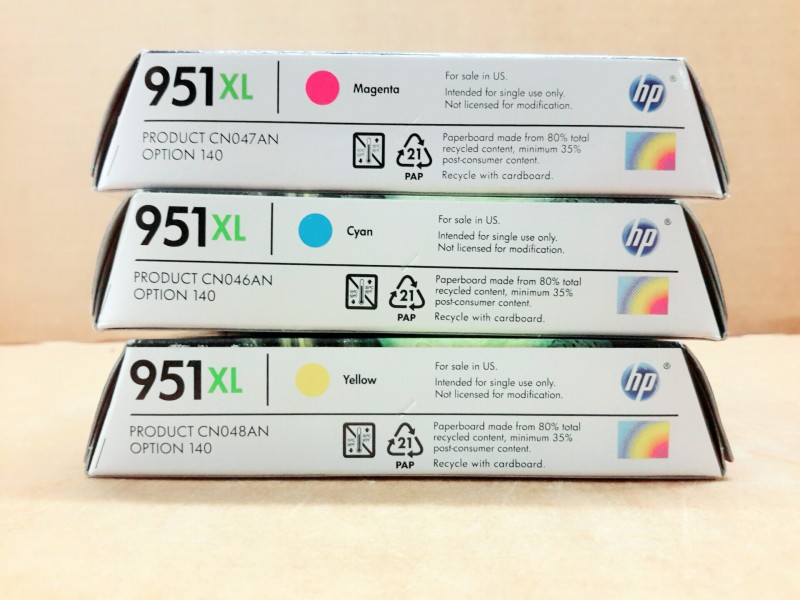 951XL
Magenta
For sale in US.
Intended for single use only.
Not licensed for modification.
hp®
PRODUCT CN047AN
OPTION 140
21
PAP
Paperboard made from 80% total
recycled content, minimum 35%
post-consumer content.
Recycle with cardboard.
951XL
Cyan
For sale in US.
Intended for single use only.
Not licensed for modification.
hp®
PRODUCT CN046AN
OPTION 140
21
PAP
Paperboard made from 80% total
recycled content, minimum 35%
post-consumer content.
Recycle with cardboard.
951XL
Yellow
For sale in US.
Intended for single use only.
Not licensed for modification.
hp®
PRODUCT CN048AN
OPTION 140
21
PAP
Paperboard made from 80% total
recycled content, minimum 35%
post-consumer content.
Recycle with cardboard.